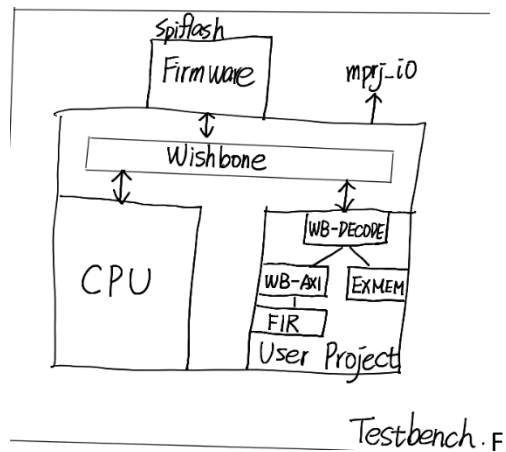 Spiflash
Firmware
mprj_io
Wishbone
WB-DECODE
CPU
WB-AXI
EXMEM
FIR
User Project
Testbench. F